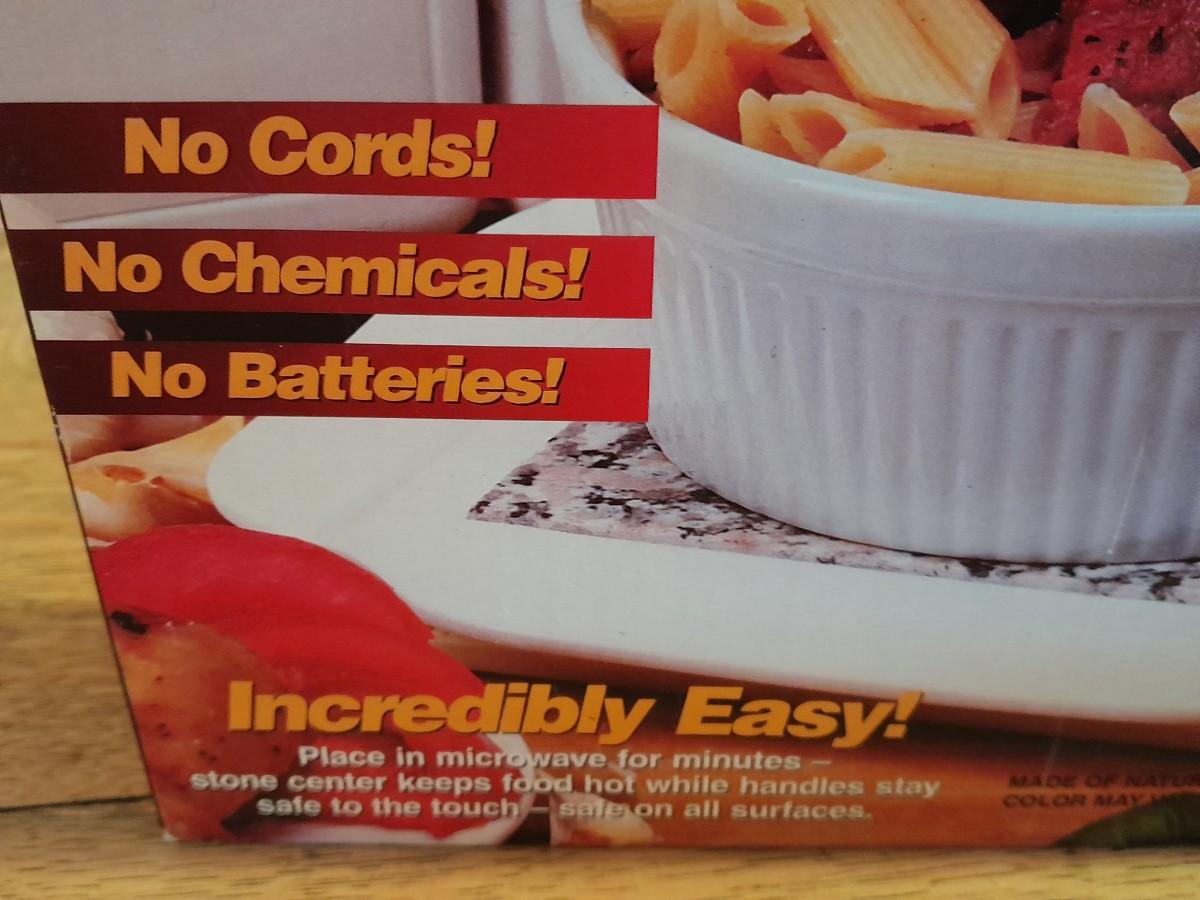 No Cords!
No Chemicals!
No Batteries!
Incredibly Easy!
Place in microwave for minutes –
stone center keeps food hot while handles stay
safe to the touch – safe on all surfaces.
MADE OF
COLOR MAY